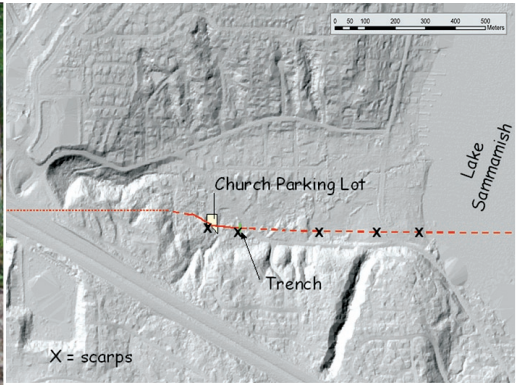 0 50 100 200 300 400 500
Meters
Lake
Sammamish
Church Parking Lot
X X X X X
Trench
X = scarps